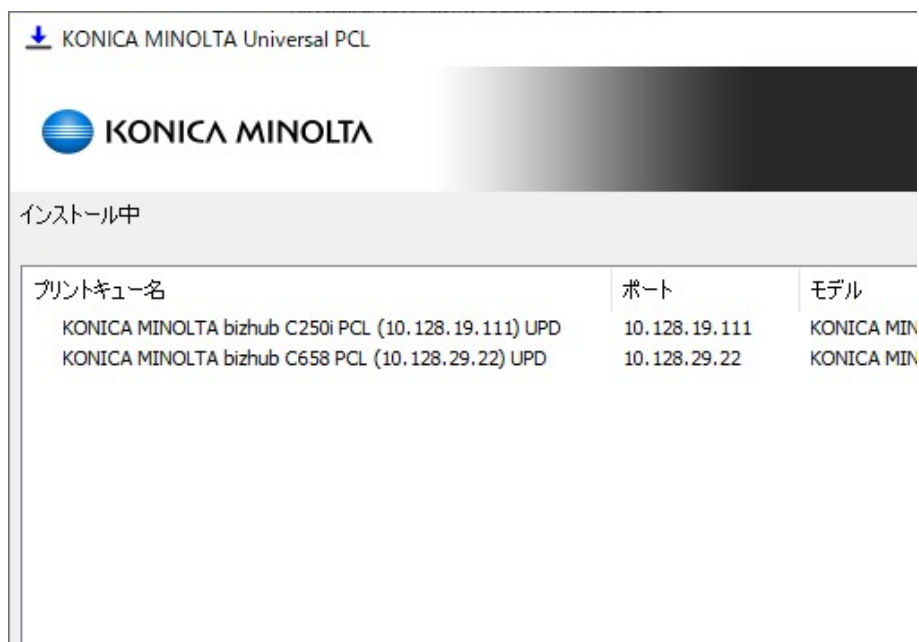 KONICA MINOLTA Universal PCL
KONICA MINOLTA
インストール中
プリントキュー名 ポート モデル
KONICA MINOLTA bizhub C250i PCL (10.128.19.111) UPD 10.128.19.111 KONICA MIN
KONICA MINOLTA bizhub C658 PCL (10.128.29.22) UPD 10.128.29.22 KONICA MIN